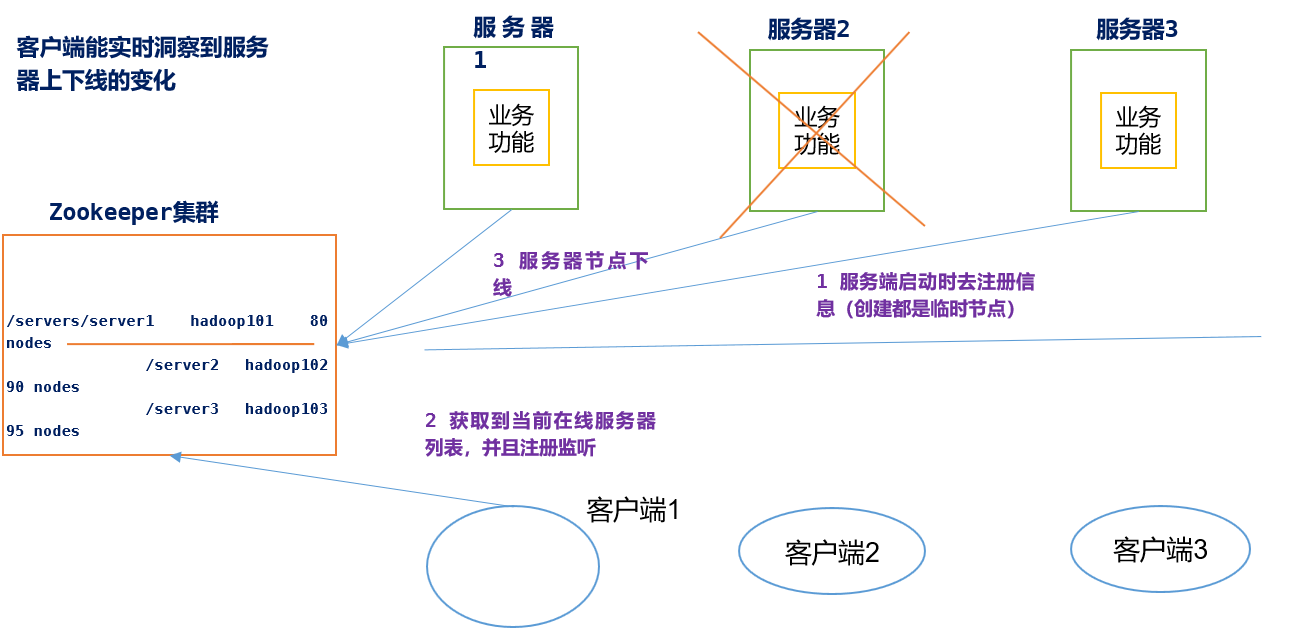 客户端能实时洞察到服务
器上下线的变化
服务器
1
服务器2
服务器3
业务
功能
业务
功能
业务
功能
Zookeeper集群
3 服务器节点下
线
1 服务端启动时去注册信
息（创建都是临时节点）
/servers/server1 hadoop101 80
nodes
/server2 hadoop102
90 nodes
/server3 hadoop103
95 nodes
2 获取到当前在线服务器
列表，并且注册监听
客户端1
客户端2
客户端3